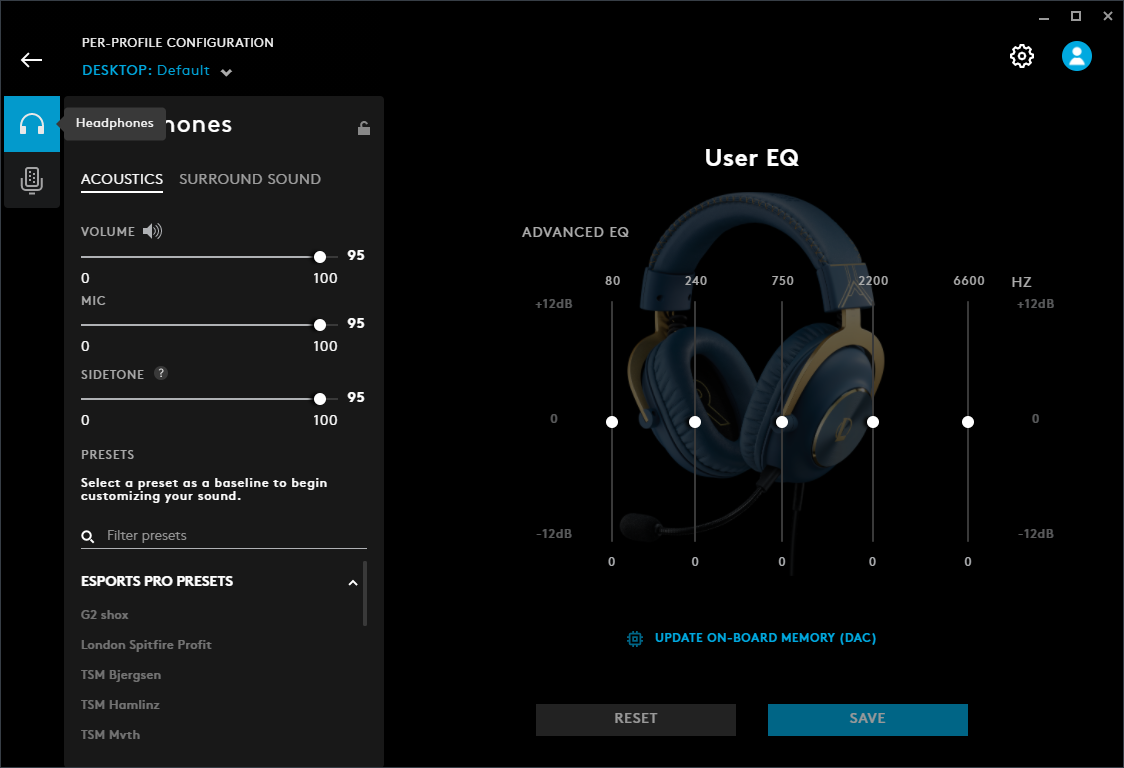 PER-PROFILE CONFIGURATION
DESKTOP: Default
Headphones
hones
ACOUSTICS SURROUND SOUND
VOLUME
95
0 100
MIC
95
0 100
SIDETONE ?
95
0 100
PRESETS
Select a preset as a baseline to begin
customizing your sound.
Filter presets
ESPORTS PRO PRESETS
G2 shox
London Spitfire Profit
TSM Bjergsen
TSM Hamlinz
TSM Myth
User EQ
ADVANCED EQ
80 240 750 2200 6600 HZ
+12dB +12dB
0 0
-12dB -12dB
0 0 0 0 0
UPDATE ON-BOARD MEMORY (DAC)
RESET SAVE